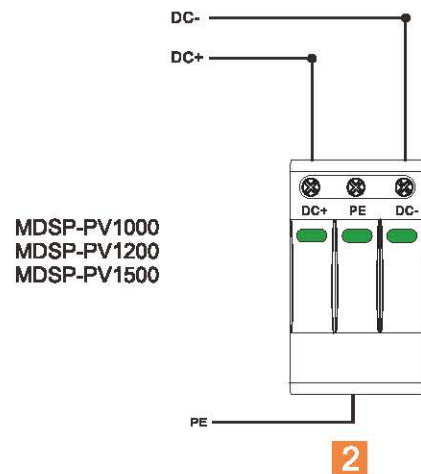 DC-
DC+
DC+ PE DC-
MDSP-PV1000
MDSP-PV1200
MDSP-PV1500
PE
2